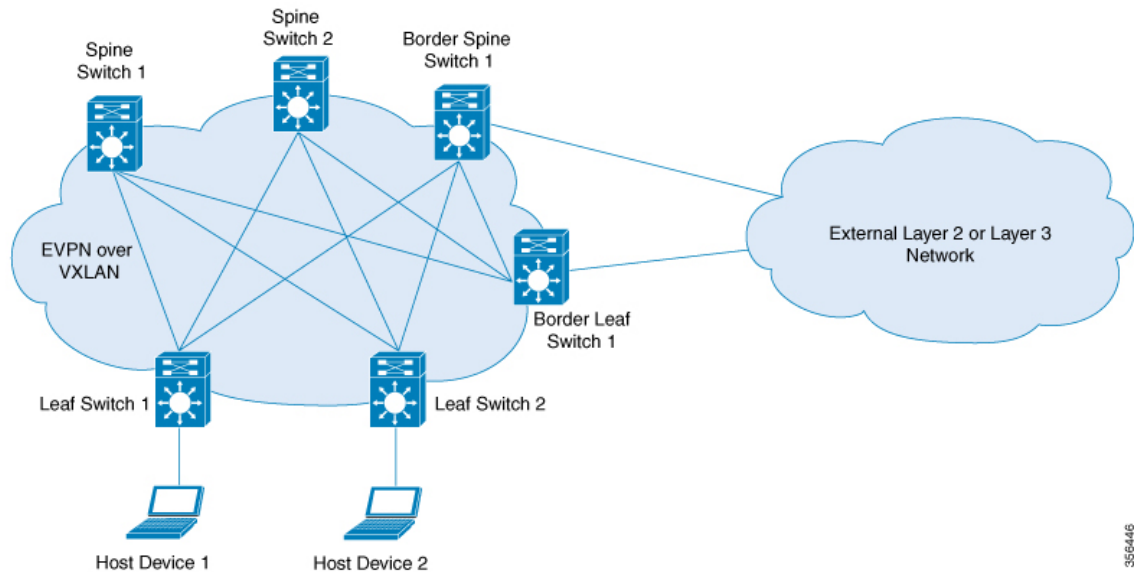 Spine
Switch 2
Spine
Switch 1
Border Spine
Switch 1
EVPN over
VXLAN
External Layer 2 or Layer 3
Network
Border Leaf
Switch 1
Leaf Switch 1
Leaf Switch 2
Host Device 1
Host Device 2
356446